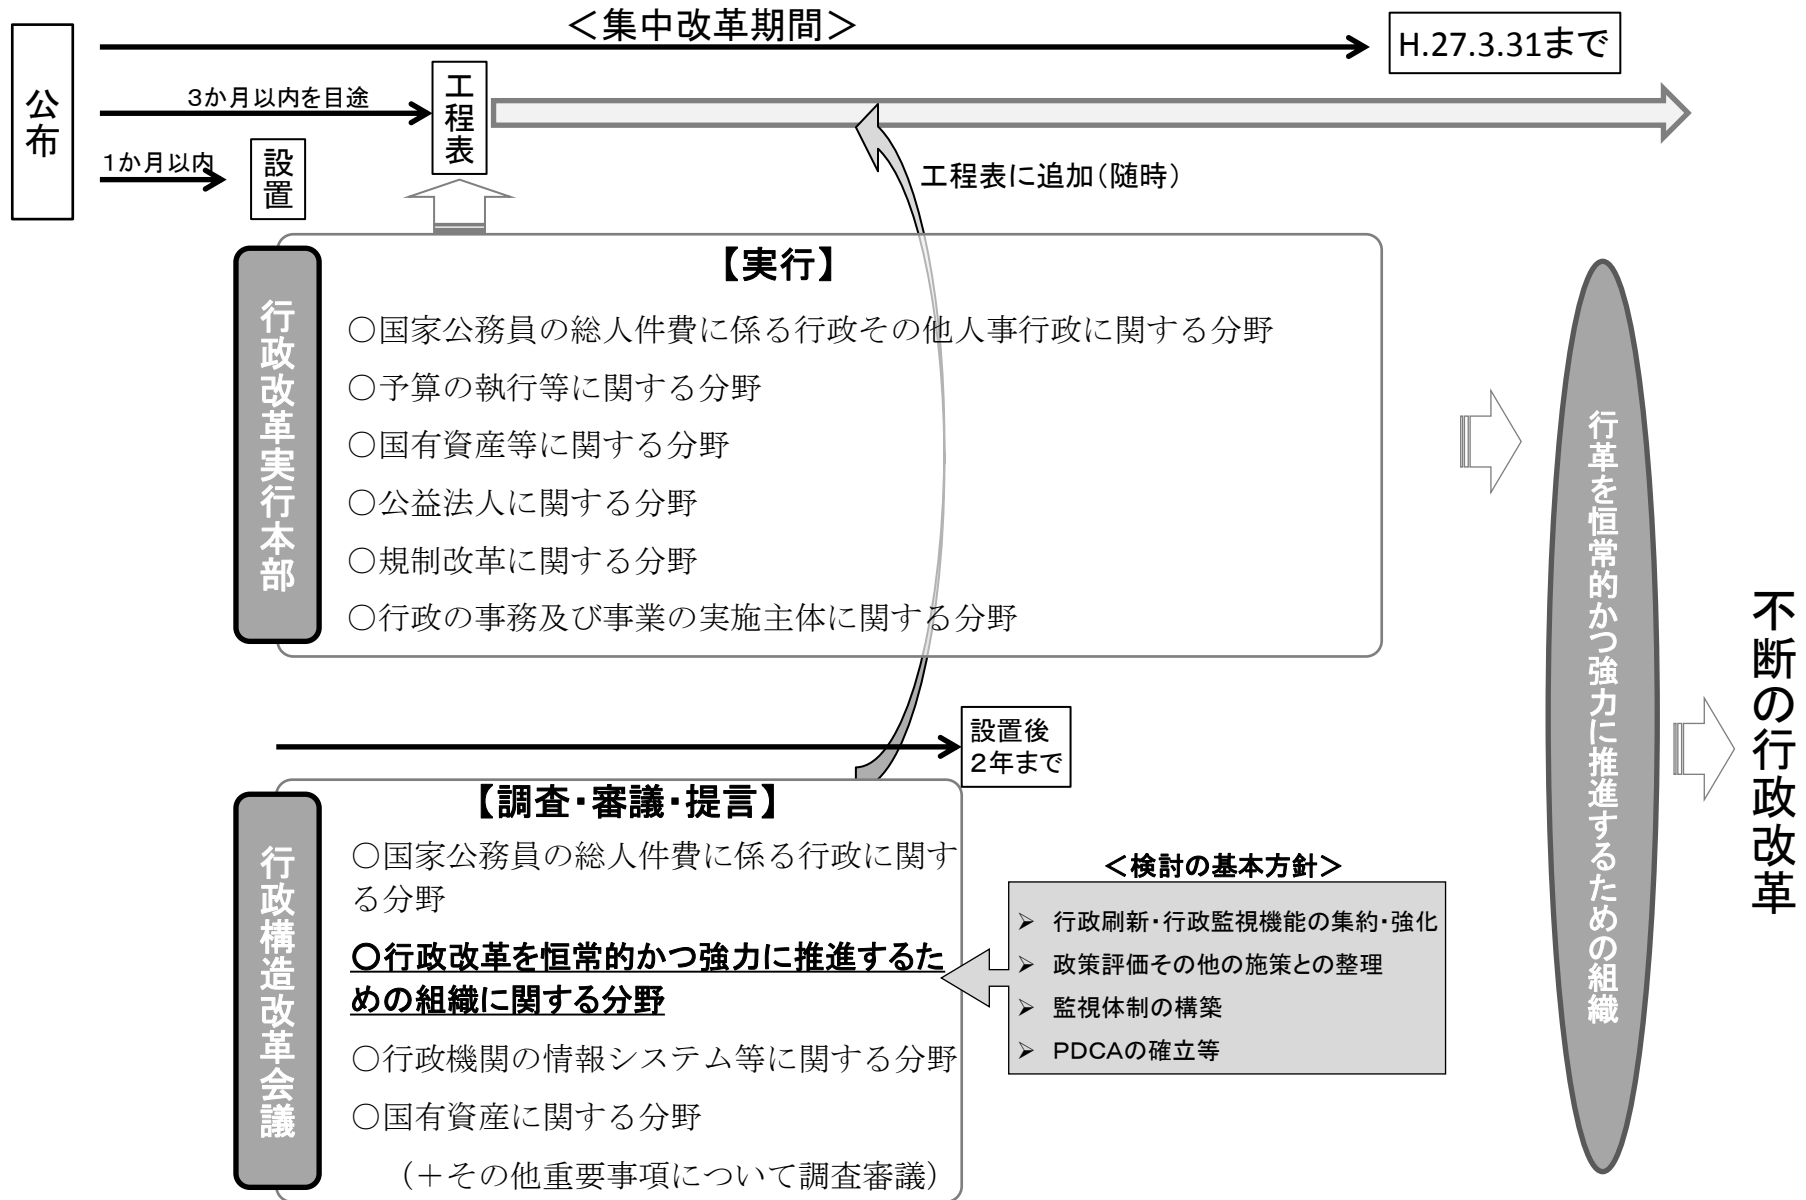 ＜集中改革期間＞
H.27.3.31まで
公布
3か月以内を目途
工程表
1か月以内
設置
工程表に追加（随時）
行政改革実行本部
【実行】
○国家公務員の総人件費に係る行政その他人事行政に関する分野
○予算の執行等に関する分野
○国有資産等に関する分野
○公益法人に関する分野
○規制改革に関する分野
○行政の事務及び事業の実施主体に関する分野
設置後
2年まで
行政構造改革会議
【調査・審議・提言】
○国家公務員の総人件費に係る行政に関す
る分野
○行政改革を恒常的かつ強力に推進するた
めの組織に関する分野
○行政機関の情報システム等に関する分野
○国有資産に関する分野
（＋その他重要事項について調査審議）
＜検討の基本方針＞
➢ 行政刷新・行政監視機能の集約・強化
➢ 政策評価その他の施策との整理
➢ 監視体制の構築
➢ PDCAの確立等
行革を恒常的かつ強力に推進するための組織
不断の行政改革